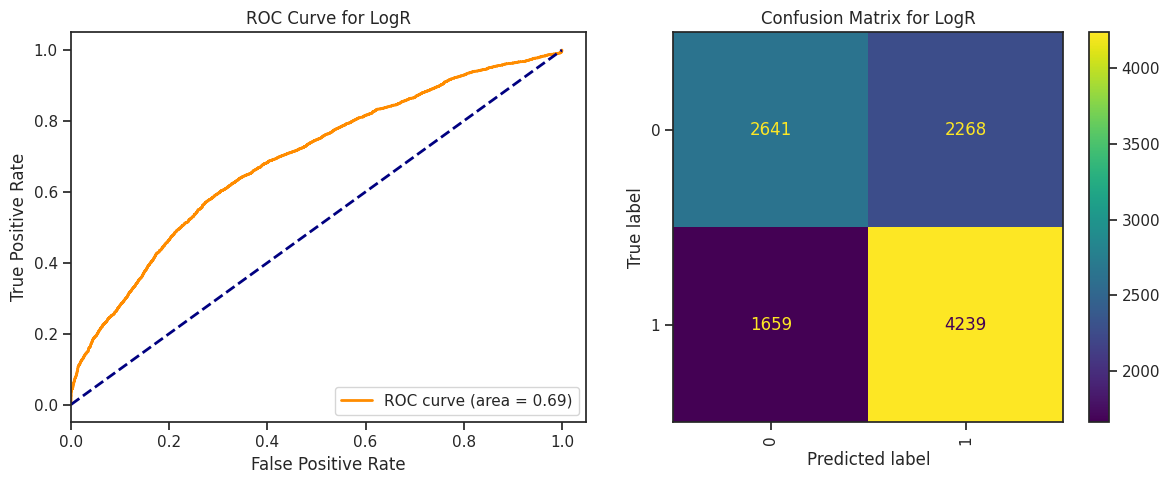 ROC Curve for LogR
True Positive Rate
1.0
0.8
0.6
0.4
0.2
0.0
ROC curve (area = 0.69)
0.0 0.2 0.4 0.6 0.8 1.0
False Positive Rate
Confusion Matrix for LogR
True label
0
1
2641 2268
1659 4239
0 1
Predicted label
4000
3500
3000
2500
2000